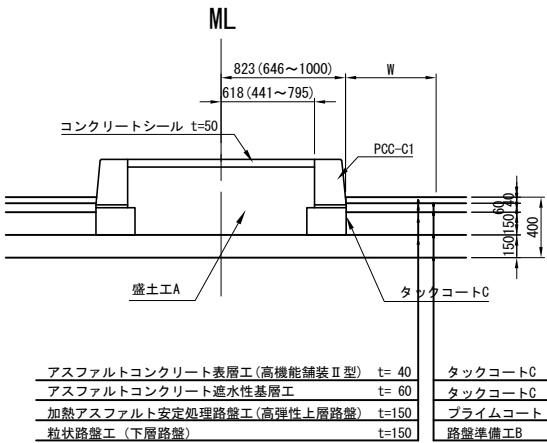 ML
823(646～1000)
W
618(441～795)
コンクリートシール t=50
PCC-C1
40
60
150
150
400
盛土工A
タックコートC
アスファルトコンクリート表層工(高機能舗装Ⅱ型) t= 40 タックコートC
アスファルトコンクリート遮水性基層工 t= 60 タックコートC
加熱アスファルト安定処理路盤工(高弾性上層路盤) t=150 プライムコート
粒状路盤工 (下層路盤) t=150 路盤準備工B